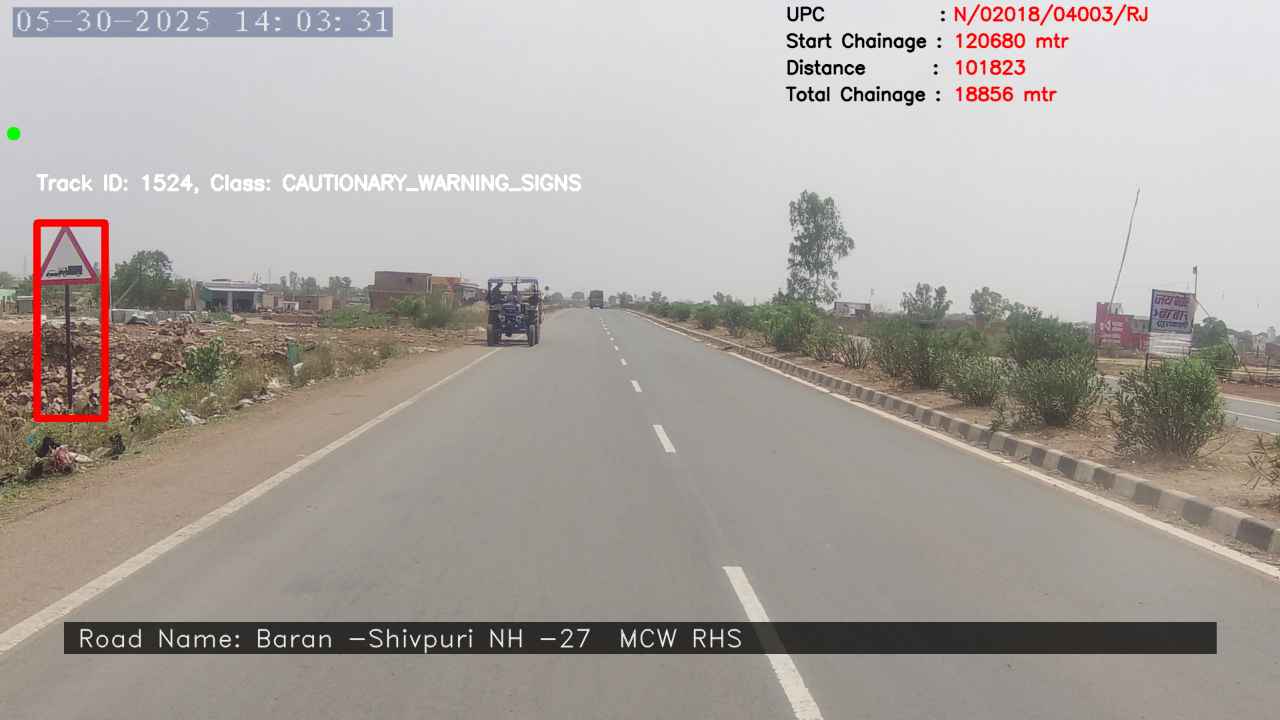 05-30-2025 14:03:31
UPC : N/02018/04003/RJ
Start Chainage : 120680 mtr
Distance : 101823
Total Chainage : 18856 mtr
Track ID: 1524, Class: CAUTIONARY_WARNING_SIGNS
Road Name: Baran -Shivpuri NH -27 MCW RHS